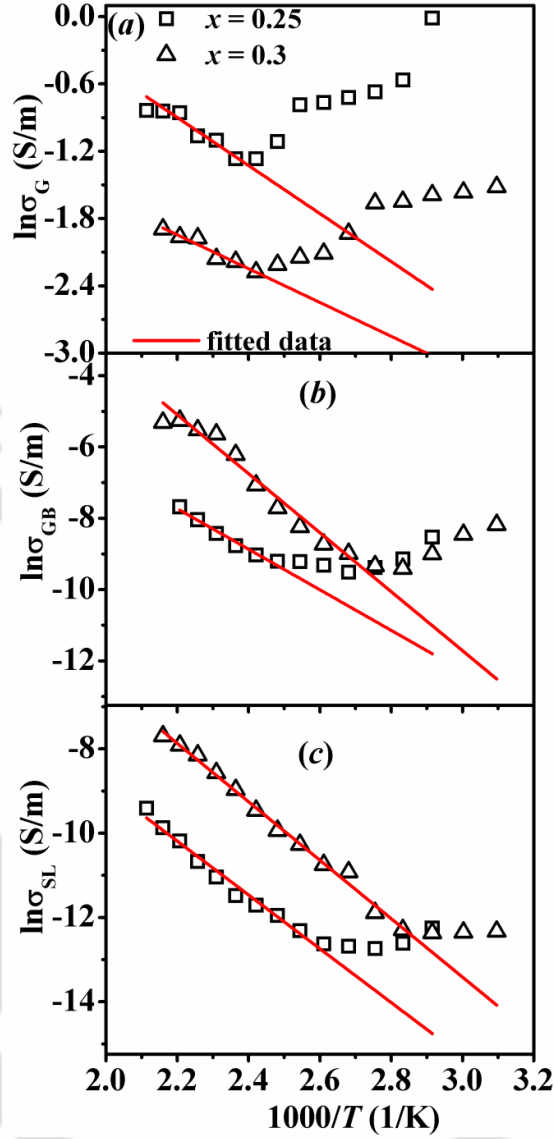 (a)
x = 0.25
x = 0.3
0.0
-0.6
-1.2
-1.8
-2.4
-3.0
lnσG (S/m)
fitted data
(b)
-4
-6
-8
-10
-12
lnσGB (S/m)
(c)
-8
-10
-12
-14
lnσSL (S/m)
2.0 2.2 2.4 2.6 2.8 3.0 3.2
1000/T (1/K)